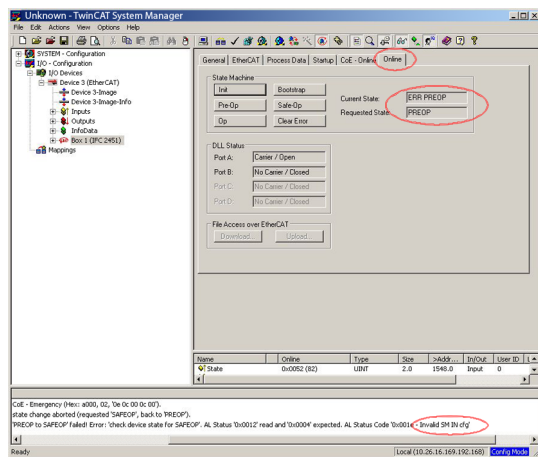 Unknown - TwinCAT System Manager
File Edit Actions View Options Help
SYSTEM - Configuration
I/O - Configuration
I/O Devices
Device 3 (EtherCAT)
Device 3-Image
Device 3-Image-Info
Inputs
Outputs
InfoData
Box 1 (IFC 2451)
Mappings
General EtherCAT Process Data Startup CoE - Online Online
State Machine
Init Bootstrap
Pre-Op Safe-Op
Op Clear Error
Current State: ERR PREOP
Requested State: PREOP
DLL Status
Port A: Carrier / Open
Port B: No Carrier / Closed
Port C: No Carrier / Closed
Port D: No Carrier / Closed
File Access over EtherCAT
Download... Upload...
Name Online Type Size >Addr... In/Out User ID
State 0x0052 (82) UINT 2.0 1548.0 Input 0
CoE - Emergency (Hex: a000, 02, '0e 0c 00 0c 00').
state change aborted (requested 'SAFEOP', back to 'PREOP').
'PREOP to SAFEOP' failed! Error: 'check device state for SAFEOP'. AL Status '0x0012' read and '0x0004' expected. AL Status Code '0x001e - Invalid SM IN cfg'
Ready
Local (10.26.16.169.192.168) Config Mode